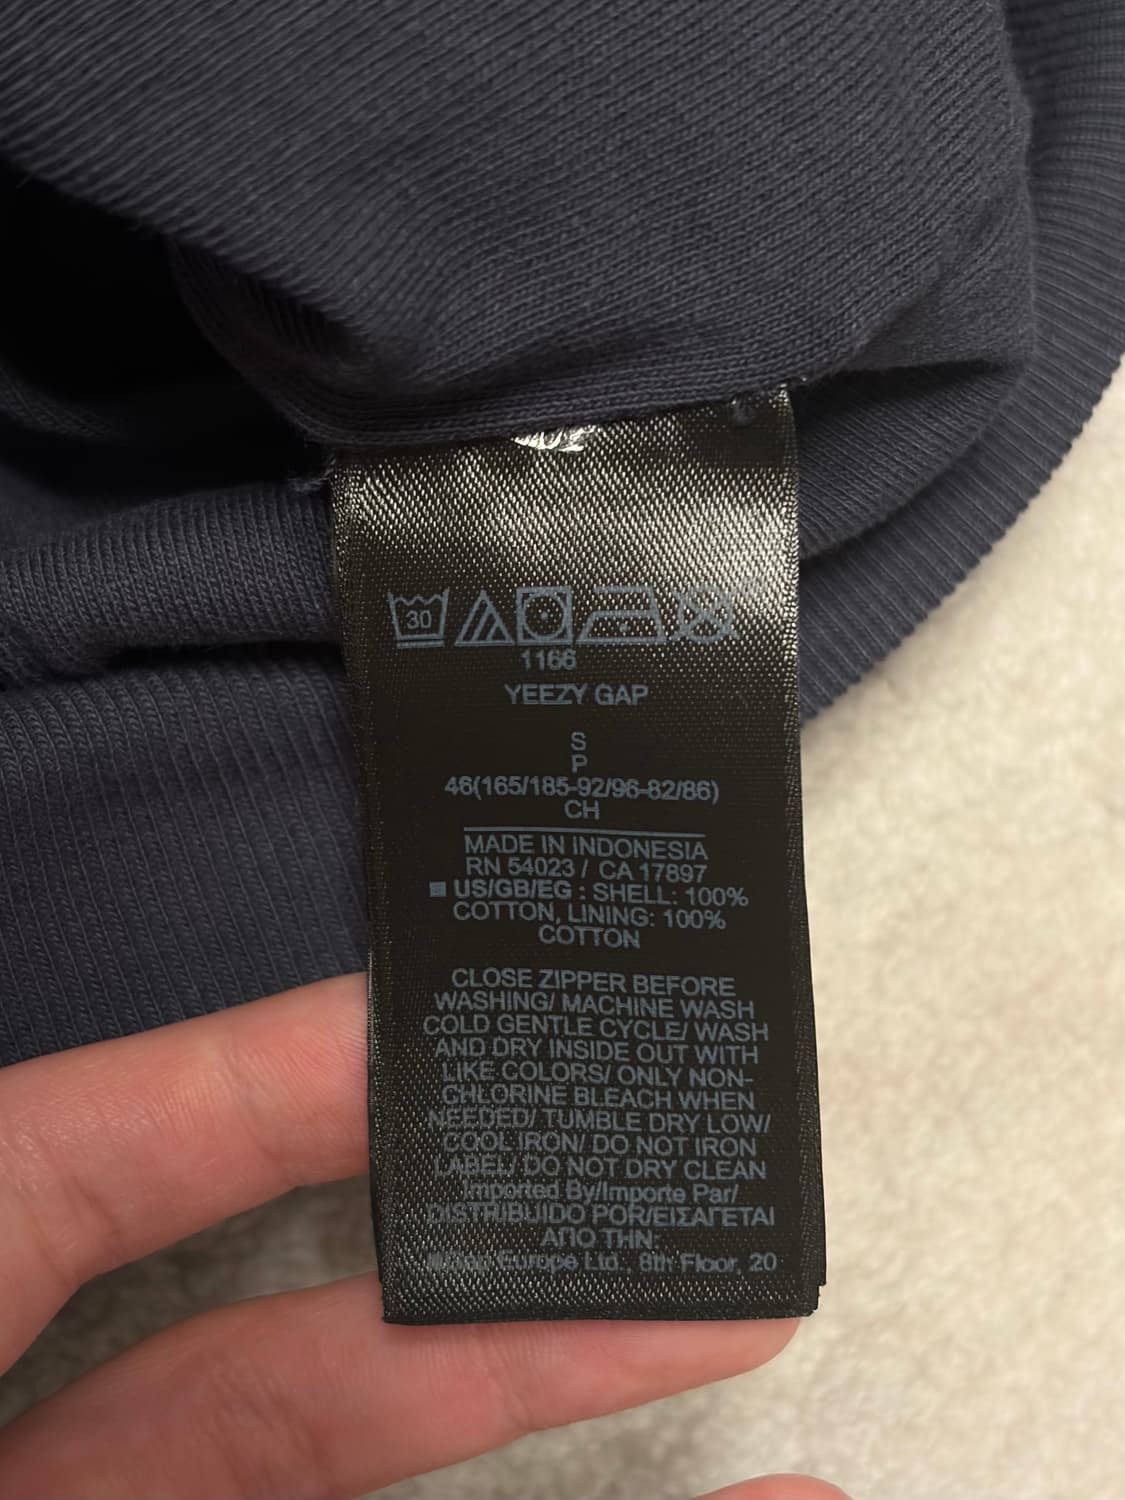 30
1166
YEEZY GAP
S
P
46(165/185-92/96-82/86)
CH
MADE IN INDONESIA
RN 54023 / CA 17897
■ US/GB/EG : SHELL: 100%
COTTON, LINING: 100%
COTTON
CLOSE ZIPPER BEFORE
WASHING/ MACHINE WASH
COLD GENTLE CYCLE/ WASH
AND DRY INSIDE OUT WITH
LIKE COLORS/ ONLY NON-
CHLORINE BLEACH WHEN
NEEDED/ TUMBLE DRY LOW/
COOL IRON/ DO NOT IRON
LABEL/ DO NOT DRY CLEAN
Imported By/Importe Par/
DISTRIBUIDO POR/ΕΙΣΑΓΕΤΑΙ
ΑΠΟ ΤΗΝ:
Europe Ltd., 8th Floor, 20